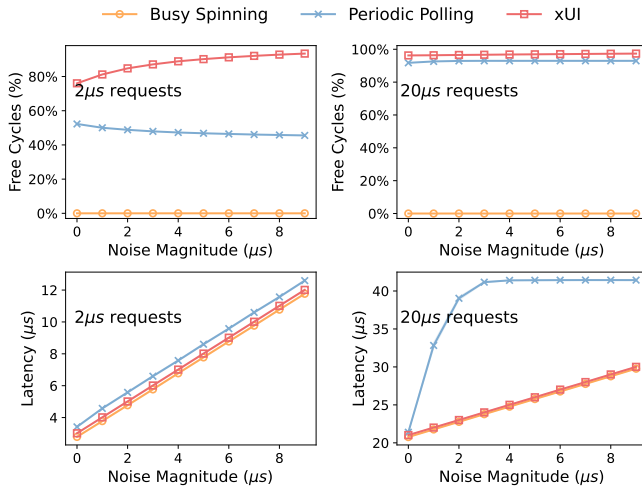 Busy Spinning Periodic Polling xUI
Free Cycles (%)
80%
60%
40%
20%
0%
2μs requests
0 2 4 6 8
Noise Magnitude (μs)
Free Cycles (%)
100%
80%
60%
40%
20%
0%
20μs requests
0 2 4 6 8
Noise Magnitude (μs)
Latency (μs)
12
10
8
6
4
2μs requests
0 2 4 6 8
Noise Magnitude (μs)
Latency (μs)
40
35
30
25
20
20μs requests
0 2 4 6 8
Noise Magnitude (μs)